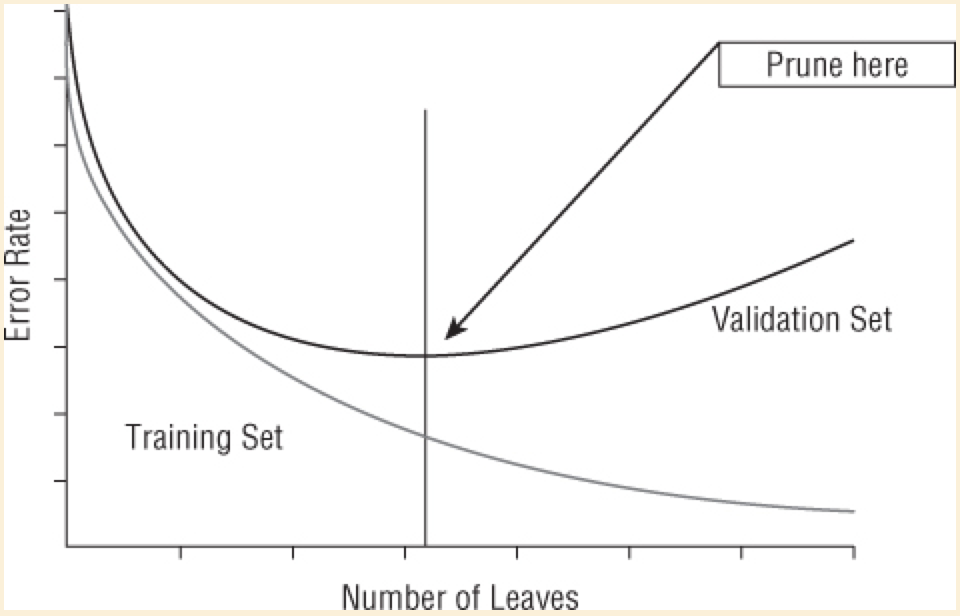 Prune here
Error Rate
Validation Set
Training Set
Number of Leaves